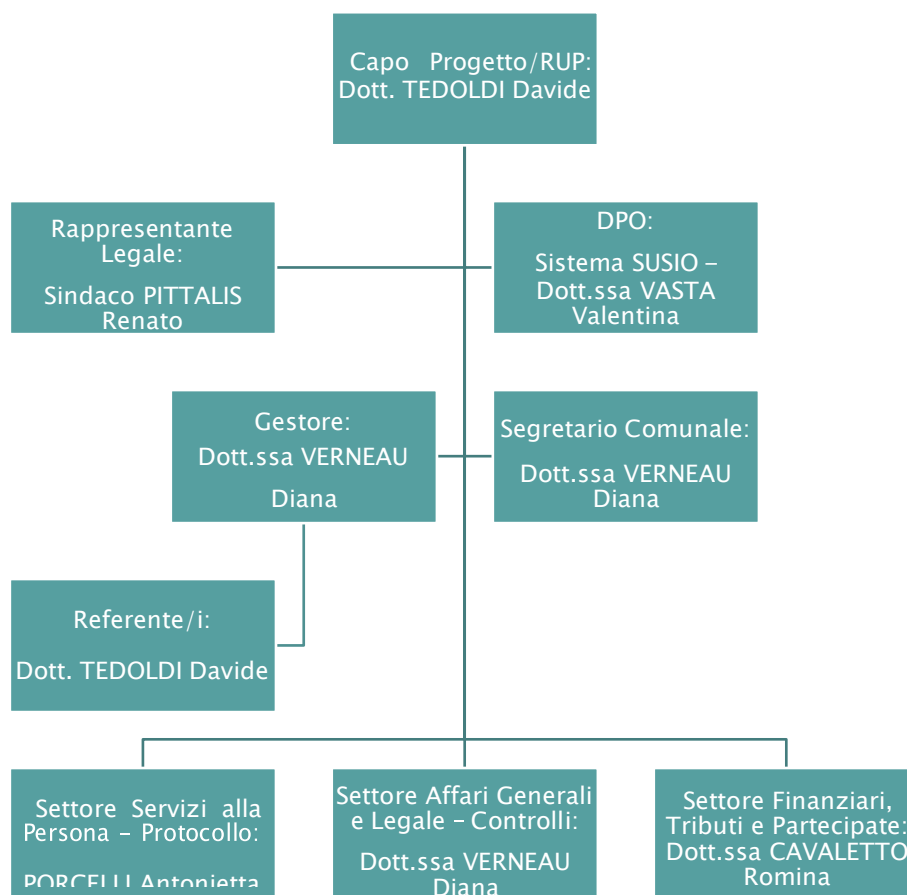 Capo Progetto/RUP:
Dott. TEDOLDI Davide
Rappresentante
Legale:
Sindaco PITTALIS
Renato
DPO:
Sistema SUSIO –
Dott.ssa VASTA
Valentina
Gestore:
Dott.ssa VERNEAU
Diana
Segretario Comunale:
Dott.ssa VERNEAU
Diana
Referente/i:
Dott. TEDOLDI Davide
Settore Servizi alla
Persona – Protocollo:
PORCELLI Antonietta
Settore Affari Generali
e Legale – Controlli:
Dott.ssa VERNEAU
Diana
Settore Finanziari,
Tributi e Partecipate:
Dott.ssa CAVALETTO
Romina